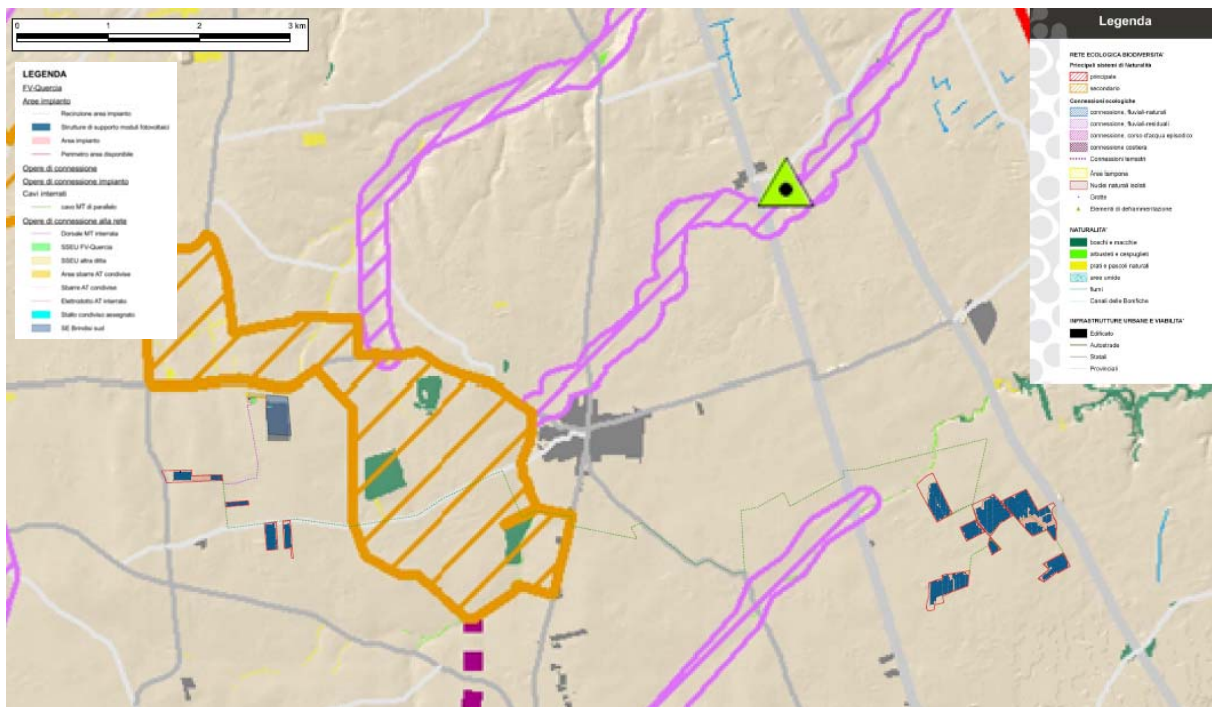 0 1 2 3 km
LEGENDA
FV-Quercia
Aree impianto
Recinzione area impianto
Strutture di supporto moduli fotovoltaici
Area impianto
Perimetro area disponibile
Opere di connessione
Opere di connessione impianto
Cavi interrati
cavo MT di parallelo
Opere di connessione alla rete
Dorsale MT interrata
SSEU FV-Quercia
SSEU altra ditta
Area sbarre AT condivise
Sbarre AT condivise
Elettrodotto AT interrato
Stallo condiviso assegnato
SE Brindisi sud
Legenda
RETE ECOLOGICA BIODIVERSITA'
Principali sistemi di Naturalità
principale
secondario
Connessioni ecologiche
connessione, fluviali-naturali
connessione, fluviali-residuali
connessione, corso d'acqua episodico
connessione costiera
Connessioni terrestri
Area tampone
Nuclei naturali isolati
Grotte
Elementi di deframmentazione
NATURALITA'
boschi e macchie
arbusteti e cespuglieti
prati e pascoli naturali
aree umide
fiumi
Canali delle Bonifiche
INFRASTRUTTURE URBANE E VIABILITA'
Edificato
Autostrade
Statali
Provinciali